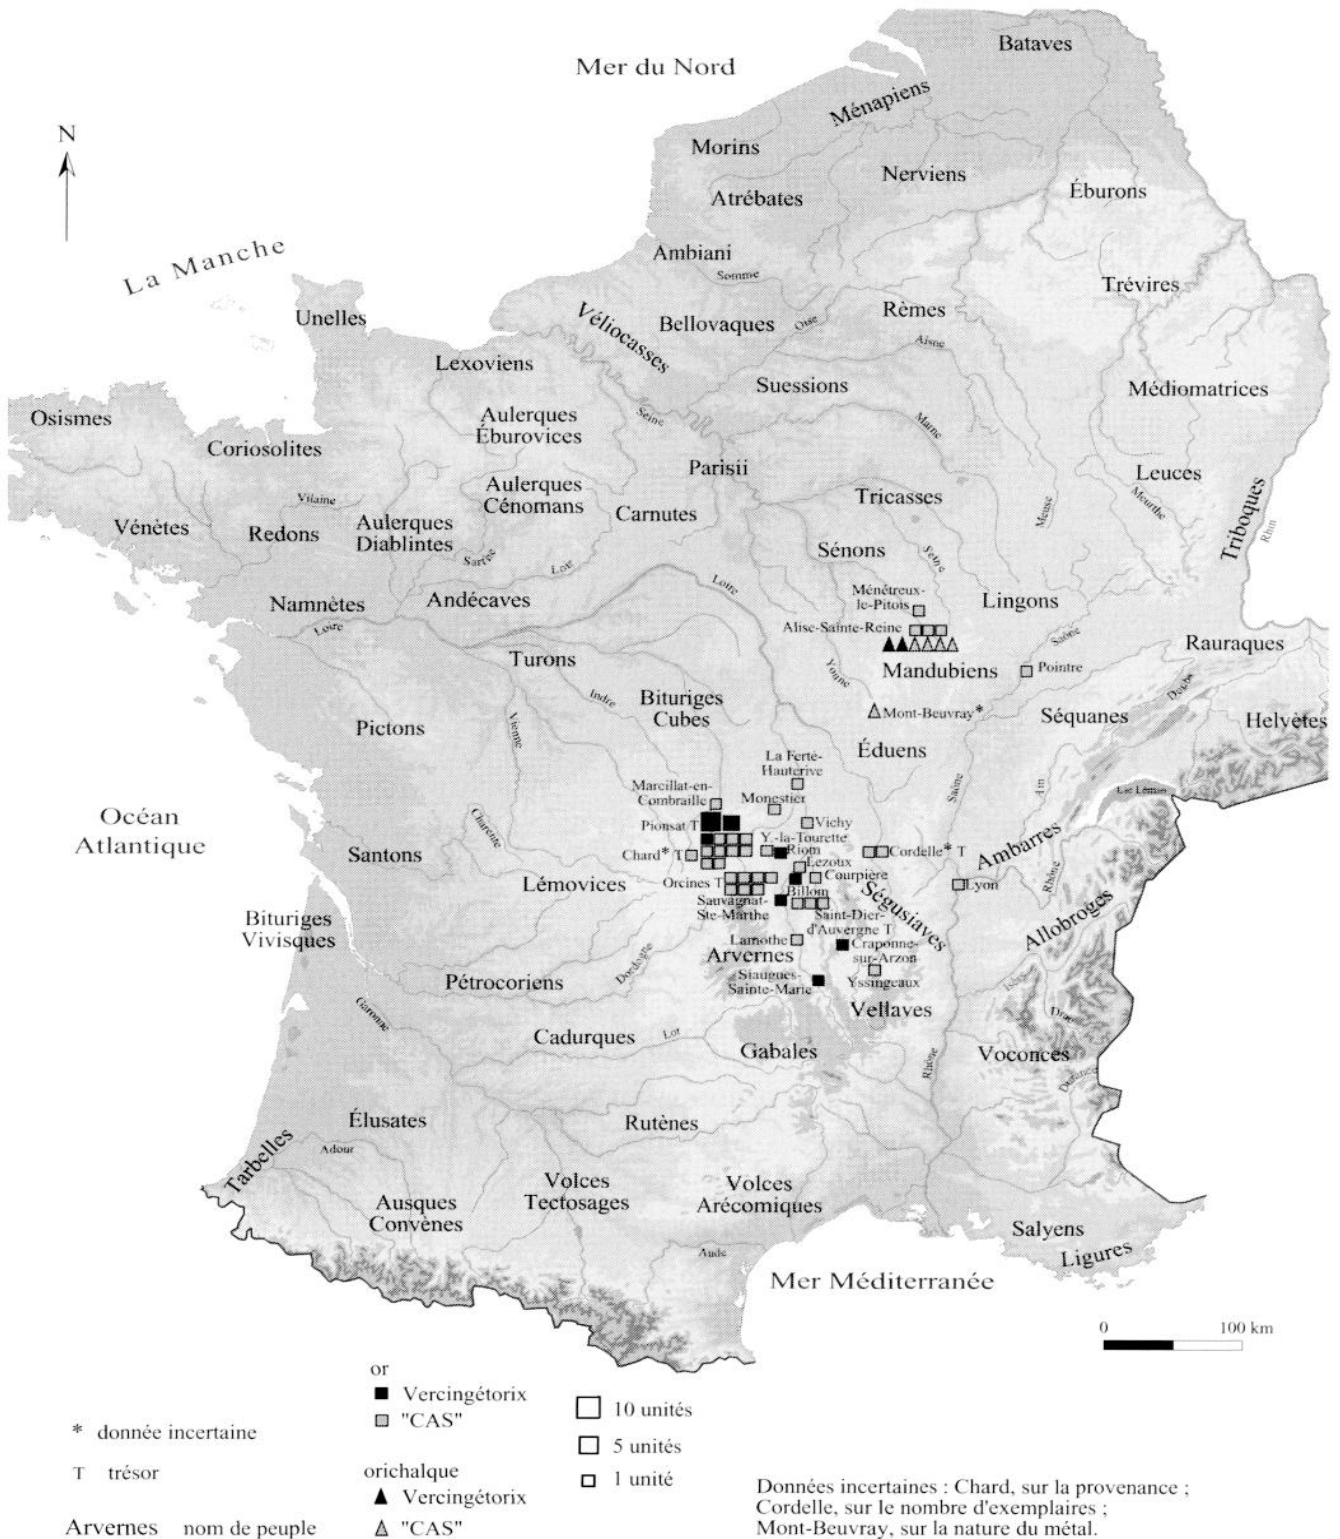 Bataves
Mer du Nord
Ménapiens
N
Morins
Nerviens
Éburons
Atrébates
La Manche
Ambiani
Somme
Trévires
Unelles
Véliocasses
Bellovaques
Oise
Rèmes
Aisne
Lexoviens
Suessions
Médiomatrices
Osismes
Aulerques
Éburovices
Seine
Marne
Coriosolites
Parisii
Leuces
Aulerques
Cénomans
Tricasses
Meuse
Meurthe
Triboques
Rhin
Vilaine
Vénètes
Redons
Aulerques
Diablintes
Carnutes
Sarthe
Loir
Sénons
Seine
Loire
Ménétreux-
le-Pitois
Lingons
Namnètes
Loire
Andécaves
Alise-Sainte-Reine
Saône
Rauraques
Turons
Youne
Mandubiens
Pointre
Doubs
Indre
Bituriges
Cubes
Mont-Beuvray*
Séquanes
Helvètes
Pictons
Vienne
Éduens
La Ferté-
Hauterive
Saône
Ain
Lac Léman
Marcillat-en-
Combraille
Monestier
Océan
Atlantique
Charente
Pionsat T
Vichy
Y.-la-Tourette
Riom
Santons
Chard* T
Cordelle* T
Ambarres
Lezoux
Courpière
Lyon
Rhône
Lémovices
Orcines T
Billom
Ségusiaves
Sauvagnat-
Ste-Marthe
Saint-Dier-
d'Auvergne T
Allobroges
Bituriges
Vivisques
Lamothe
Craponne-
sur-Arzon
Arvernes
Dordogne
Pétrocoriens
Siaugues-
Sainte-Marie
Yssingeaux
Isère
Garonne
Vellaves
Drac
Cadurques
Lot
Gabales
Rhône
Voconces
Durance
Élusates
Rutènes
Tarbelles
Adour
Volces
Tectosages
Volces
Arécomiques
Ausques
Convènes
Salyens
Aude
Ligures
Mer Méditerranée
0 100 km
or
Vercingétorix
"CAS"
10 unités
5 unités
1 unité
* donnée incertaine
T trésor
orichalque
Vercingétorix
"CAS"
Arvernes nom de peuple
Données incertaines : Chard, sur la provenance ;
Cordelle, sur le nombre d'exemplaires ;
Mont-Beuvray, sur la nature du métal.